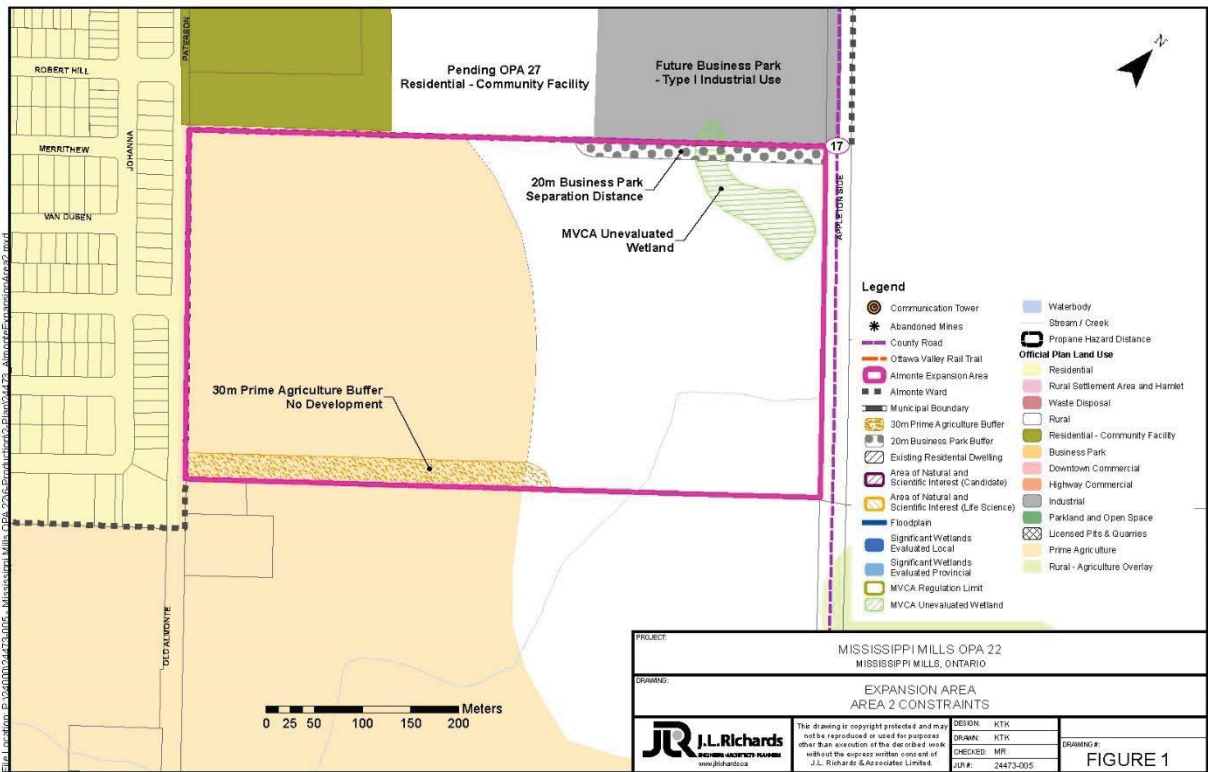 PATERSON
ROBERT HILL
MERRITHEW
JOHANNA
VAN DUSEN
OLD ALMONTE
Pending OPA 27
Residential - Community Facility
Future Business Park
- Type I Industrial Use
N
17
APPLETON SIDE
20m Business Park
Separation Distance
MVCA Unevaluated
Wetland
30m Prime Agriculture Buffer
No Development
Legend
Communication Tower
Abandoned Mines
County Road
Ottawa Valley Rail Trail
Almonte Expansion Area
Almonte Ward
Municipal Boundary
30m Prime Agriculture Buffer
20m Business Park Buffer
Existing Residental Dwelling
Area of Natural and
Scientific Interest (Candidate)
Area of Natural and
Scientific Interest (Life Science)
Floodplain
Significant Wetlands
Evaluated Local
Significant Wetlands
Evaluated Provincial
MVCA Regulation Limit
MVCA Unevaluated Wetland
Waterbody
Stream / Creek
Propane Hazard Distance
Official Plan Land Use
Residential
Rural Settlement Area and Hamlet
Waste Disposal
Rural
Residential - Community Facility
Business Park
Downtown Commercial
Highway Commercial
Industrial
Parkland and Open Space
Licensed Pits & Quarries
Prime Agriculture
Rural - Agriculture Overlay
0 25 50 100 150 200 Meters
PROJECT:
MISSISSIPPI MILLS OPA 22
MISSISSIPPI MILLS, ONTARIO
DRAWING:
EXPANSION AREA
AREA 2 CONSTRAINTS
JLR J.L.Richards
ENGINEERS · ARCHITECTS · PLANNERS
www.jlrichards.ca
This drawing is copyright protected and may
not be reproduced or used for purposes
other than execution of the described work
without the express written consent of
J.L. Richards & Associates Limited.
DESIGN: KTK
DRAWN: KTK
CHECKED: MR
JLR #: 24473-005
DRAWING #:
FIGURE 1